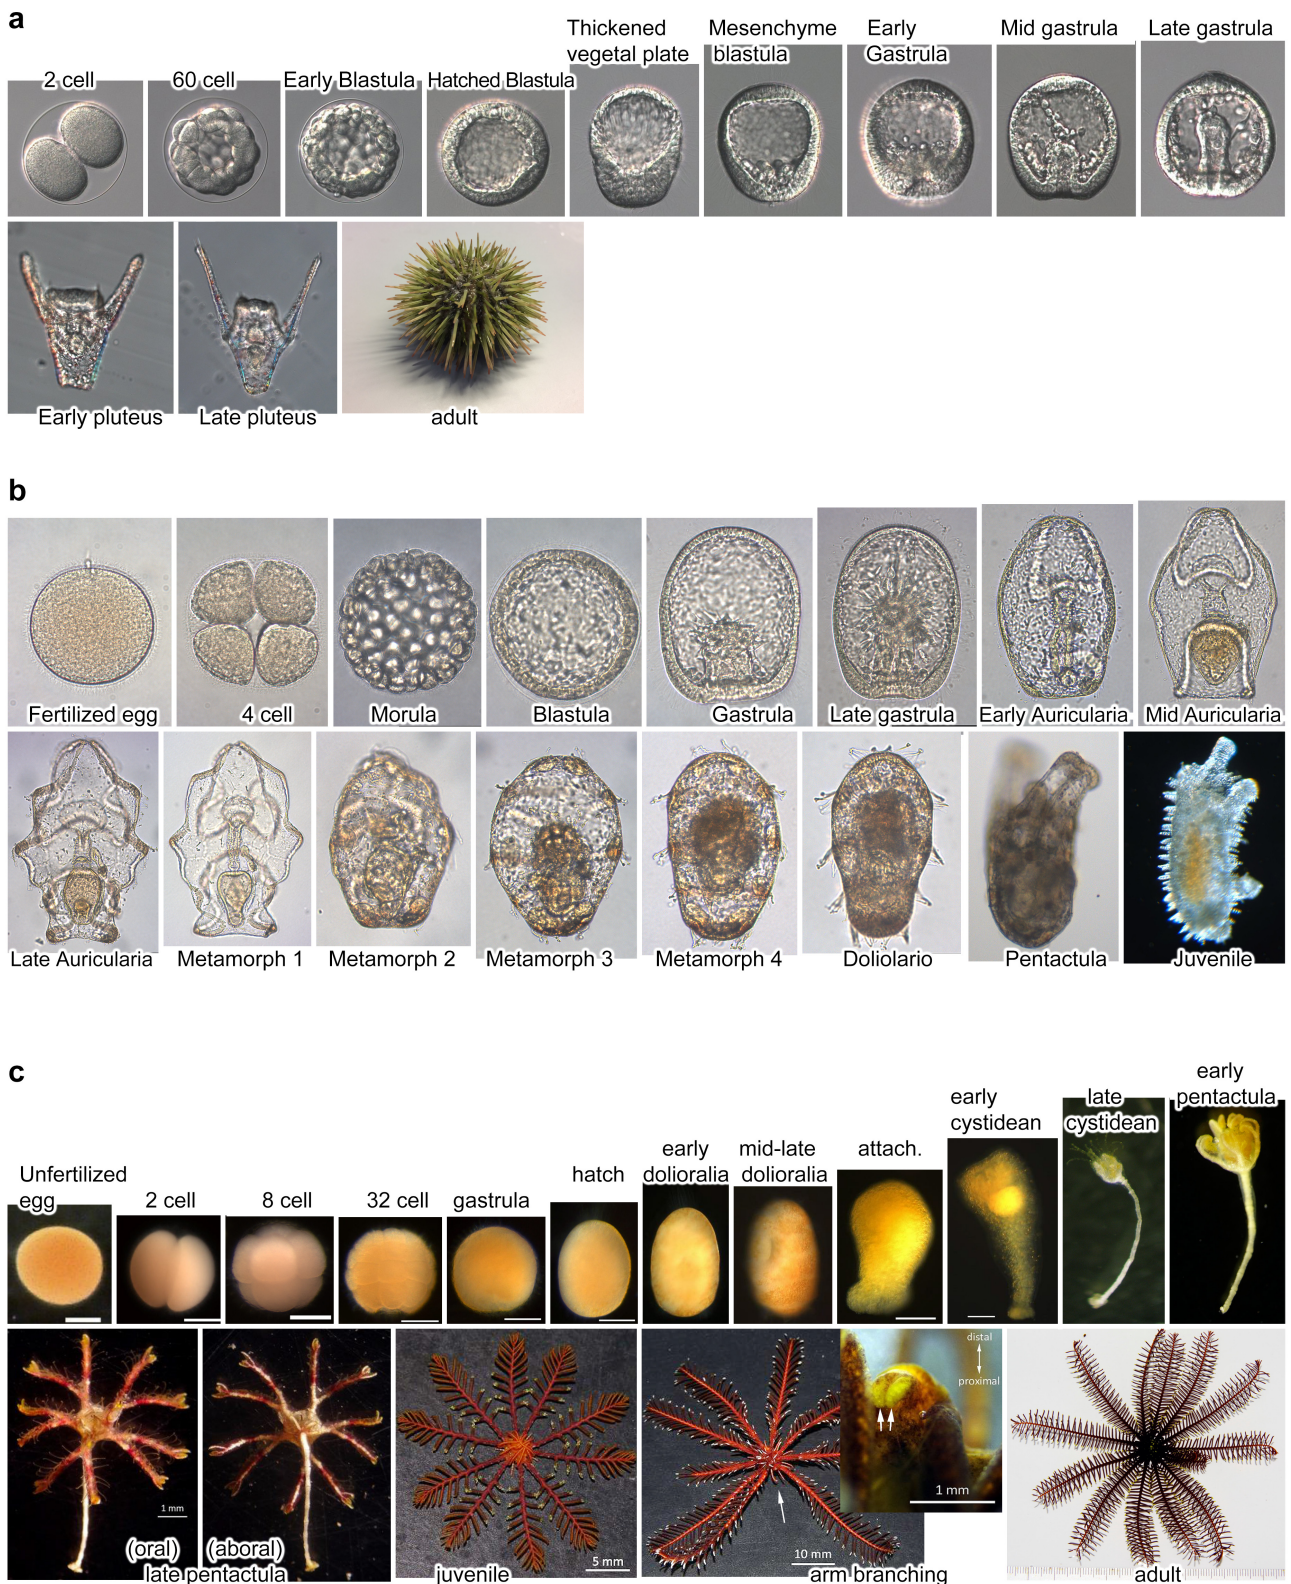 a
2 cell
60 cell
Early Blastula
Hatched Blastula
Thickened
vegetal plate
Mesenchyme
blastula
Early
Gastrula
Mid gastrula
Late gastrula
Early pluteus
Late pluteus
adult
b
Fertilized egg
4 cell
Morula
Blastula
Gastrula
Late gastrula
Early Auricularia
Mid Auricularia
Late Auricularia
Metamorph 1
Metamorph 2
Metamorph 3
Metamorph 4
Doliolario
Pentactula
Juvenile
c
Unfertilized
egg
2 cell
8 cell
32 cell
gastrula
hatch
early
dolioralia
mid-late
dolioralia
attach.
early
cystidean
late
cystidean
early
pentactula
1 mm
(oral)
(aboral)
late pentactula
5 mm
juvenile
10 mm
distal
proximal
1 mm
arm branching
adult